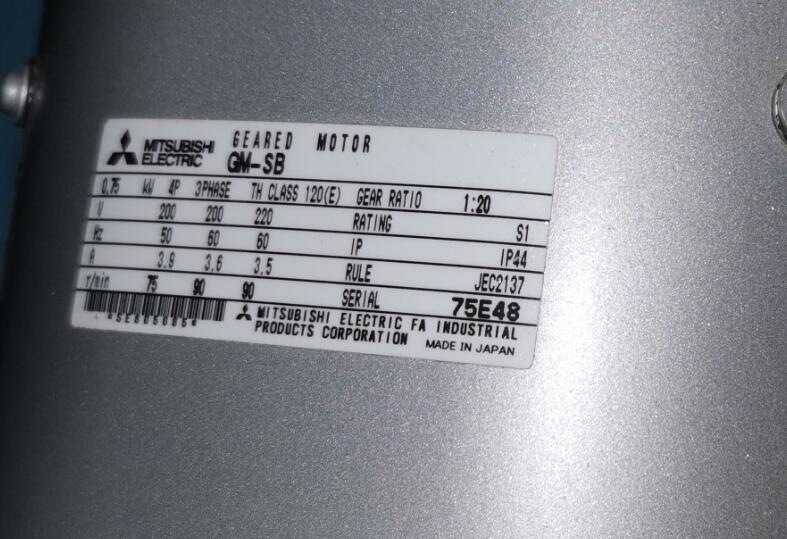 MITSUBISHI ELECTRIC GEARED MOTOR
GM-SB
0.75 kW 4P 3PHASE TH CLASS 120(E) GEAR RATIO 1:20
V 200 200 220 RATING S1
Hz 50 60 60 IP IP44
A 3.9 3.6 3.5 RULE JEC2137
r/min 75 90 90 SERIAL 75E48
MITSUBISHI ELECTRIC FA INDUSTRIAL
PRODUCTS CORPORATION MADE IN JAPAN